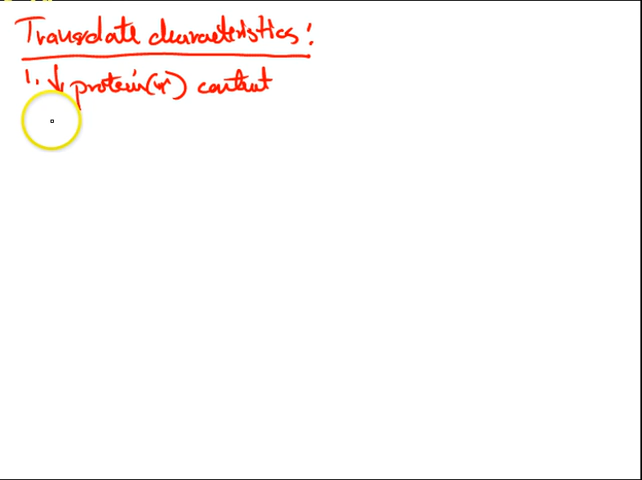 Transudate characteristics:
1. ↓ protein() content